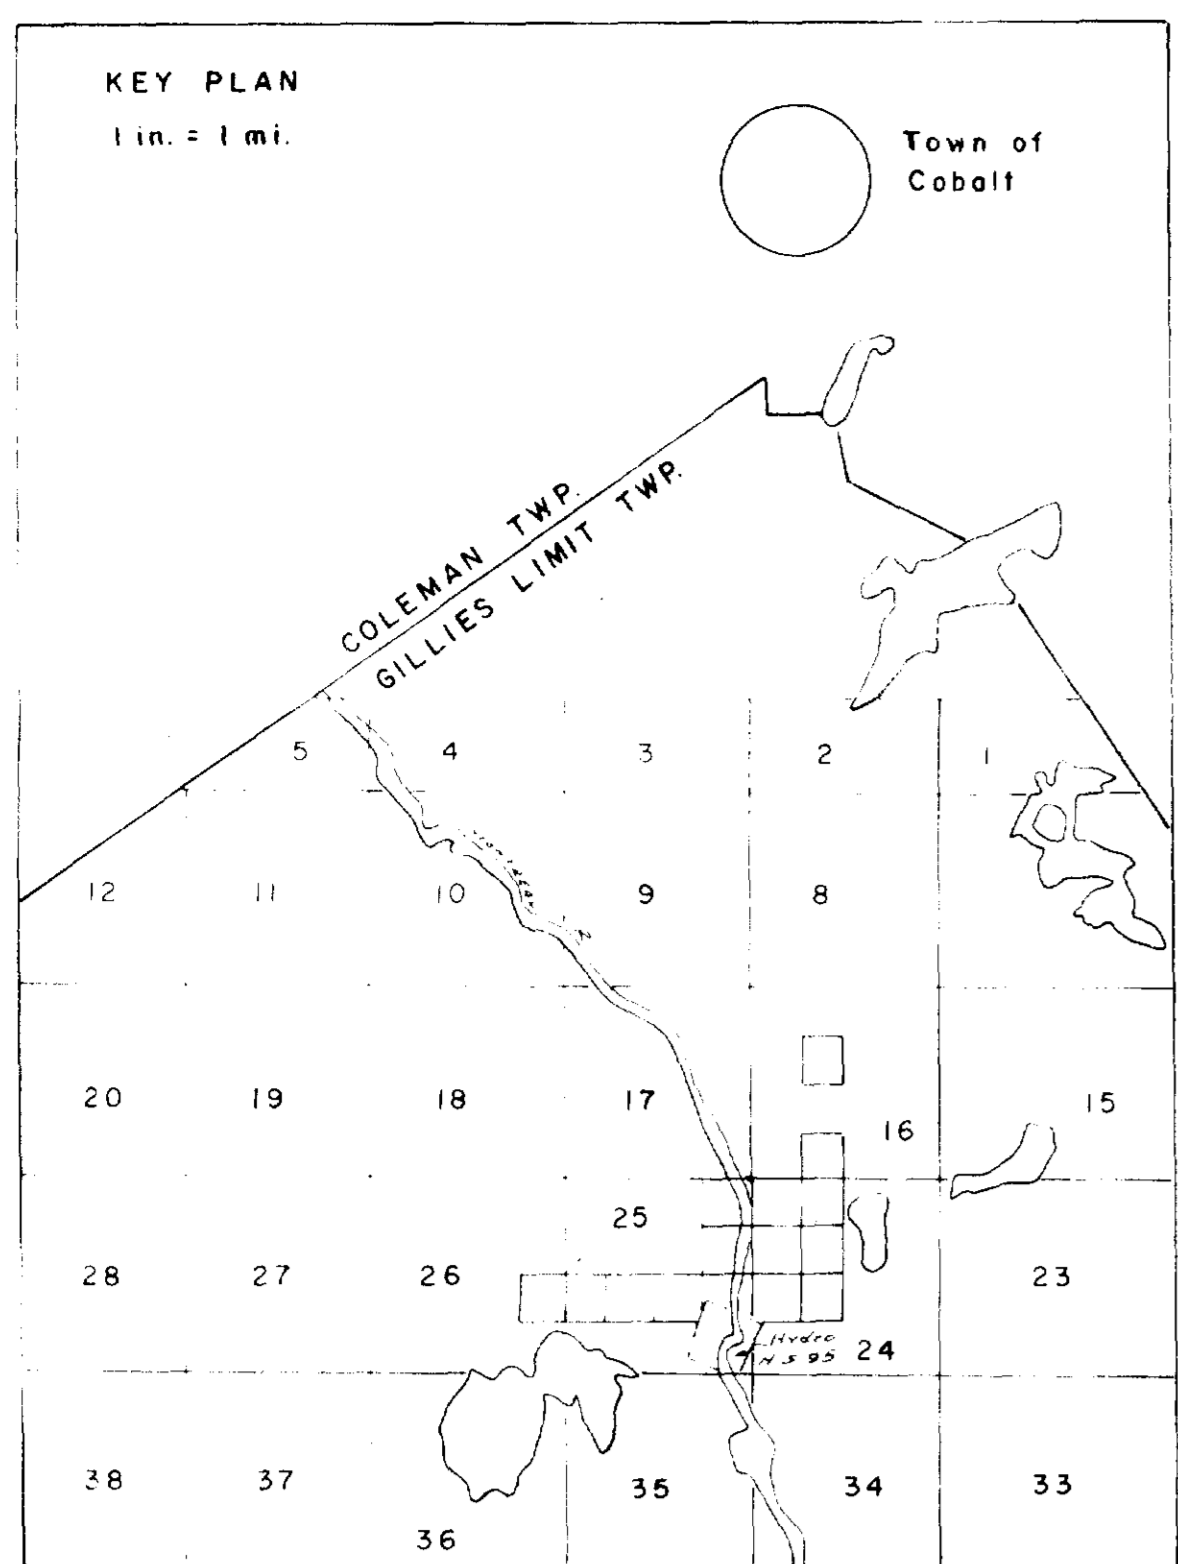 KEY PLAN
1 in. = 1 mi.
Town of
Cobalt
COLEMAN TWP.
GILLIES LIMIT TWP.
5 4 3 2 1
12 11 10 9 8
20 19 18 17 16 15
25
28 27 26 23
Hydro
H S 95 24
38 37 35 34 33
36